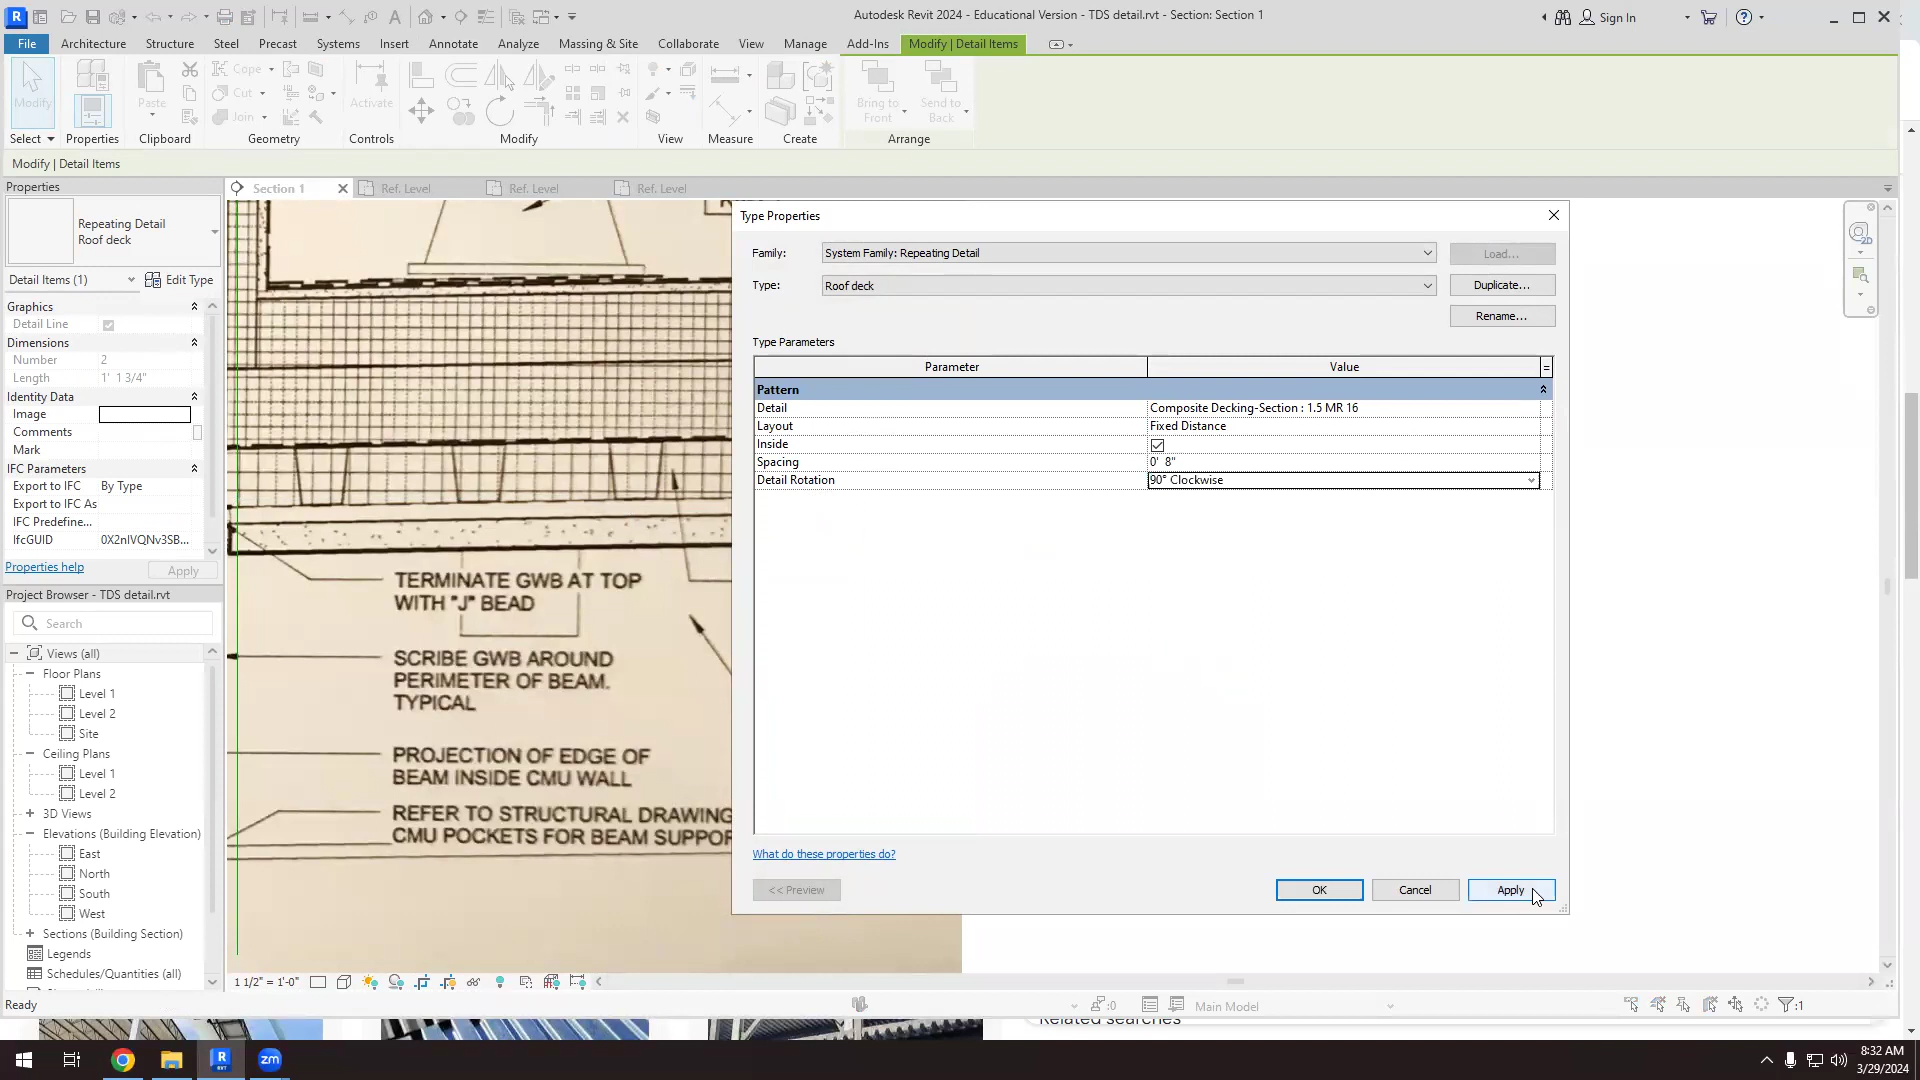 Autodesk Revit 2024 - Educational Version - TDS detail.rvt - Section: Section 1
Sign In
File Architecture Structure Steel Precast Systems Insert Annotate Analyze Massing & Site Collaborate View Manage Add-Ins Modify | Detail Items
Modify
Paste
Cope
Cut
Join
Activate
Bring to Front
Send to Back
Select Properties Clipboard Geometry Controls Modify View Measure Create Arrange
Modify | Detail Items
Properties
Repeating Detail
Roof deck
Detail Items (1)
Edit Type
Graphics
Detail Line
Dimensions
Number 2
Length 1' 1 3/4"
Identity Data
Image
Comments
Mark
IFC Parameters
Export to IFC By Type
Export to IFC As
IFC Predefine...
IfcGUID 0X2nlVQNv3SB...
Properties help
Apply
Project Browser - TDS detail.rvt
Search
Views (all)
Floor Plans
Level 1
Level 2
Site
Ceiling Plans
Level 1
Level 2
3D Views
Elevations (Building Elevation)
East
North
South
West
Sections (Building Section)
Legends
Schedules/Quantities (all)
Section 1
Ref. Level
Ref. Level
Ref. Level
TERMINATE GWB AT TOP
WITH "J" BEAD
SCRIBE GWB AROUND
PERIMETER OF BEAM.
TYPICAL
PROJECTION OF EDGE OF
BEAM INSIDE CMU WALL
REFER TO STRUCTURAL DRAWING
CMU POCKETS FOR BEAM SUPPOR
Type Properties
Family: System Family: Repeating Detail Load...
Type: Roof deck Duplicate...
Rename...
Type Parameters
Parameter Value =
Pattern
Detail Composite Decking-Section : 1.5 MR 16
Layout Fixed Distance
Inside
Spacing 0' 8"
Detail Rotation 90° Clockwise
What do these properties do?
<< Preview OK Cancel Apply
1 1/2" = 1'-0"
Ready
:0
Main Model
:1
Related searches
zm
8:32 AM
3/29/2024